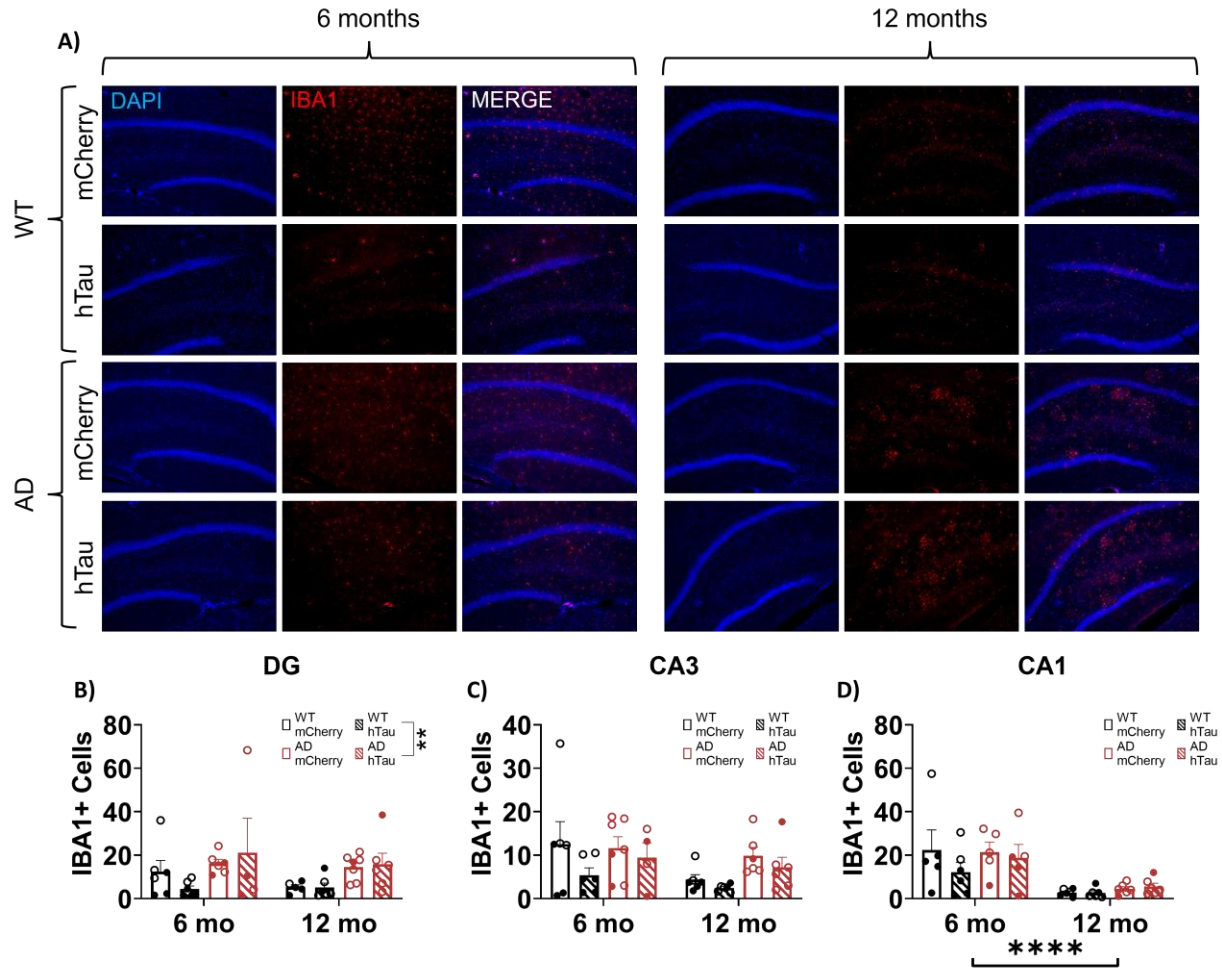 6 months
12 months
A)
DAPI
IBA1
MERGE
WT
mCherry
hTau
AD
mCherry
hTau
DG
CA3
CA1
B)
IBA1+ Cells
80
60
40
20
0
WT mCherry
WT hTau
AD mCherry
AD hTau
**
6 mo
12 mo
C)
IBA1+ Cells
40
30
20
10
0
WT mCherry
WT hTau
AD mCherry
AD hTau
6 mo
12 mo
D)
IBA1+ Cells
80
60
40
20
0
WT mCherry
WT hTau
AD mCherry
AD hTau
6 mo
12 mo
****